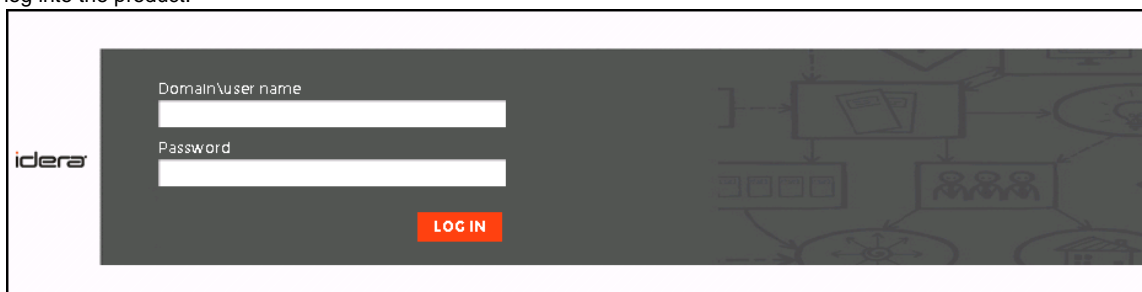 log into the product.
Domain\user name
Password
idera
LOG IN